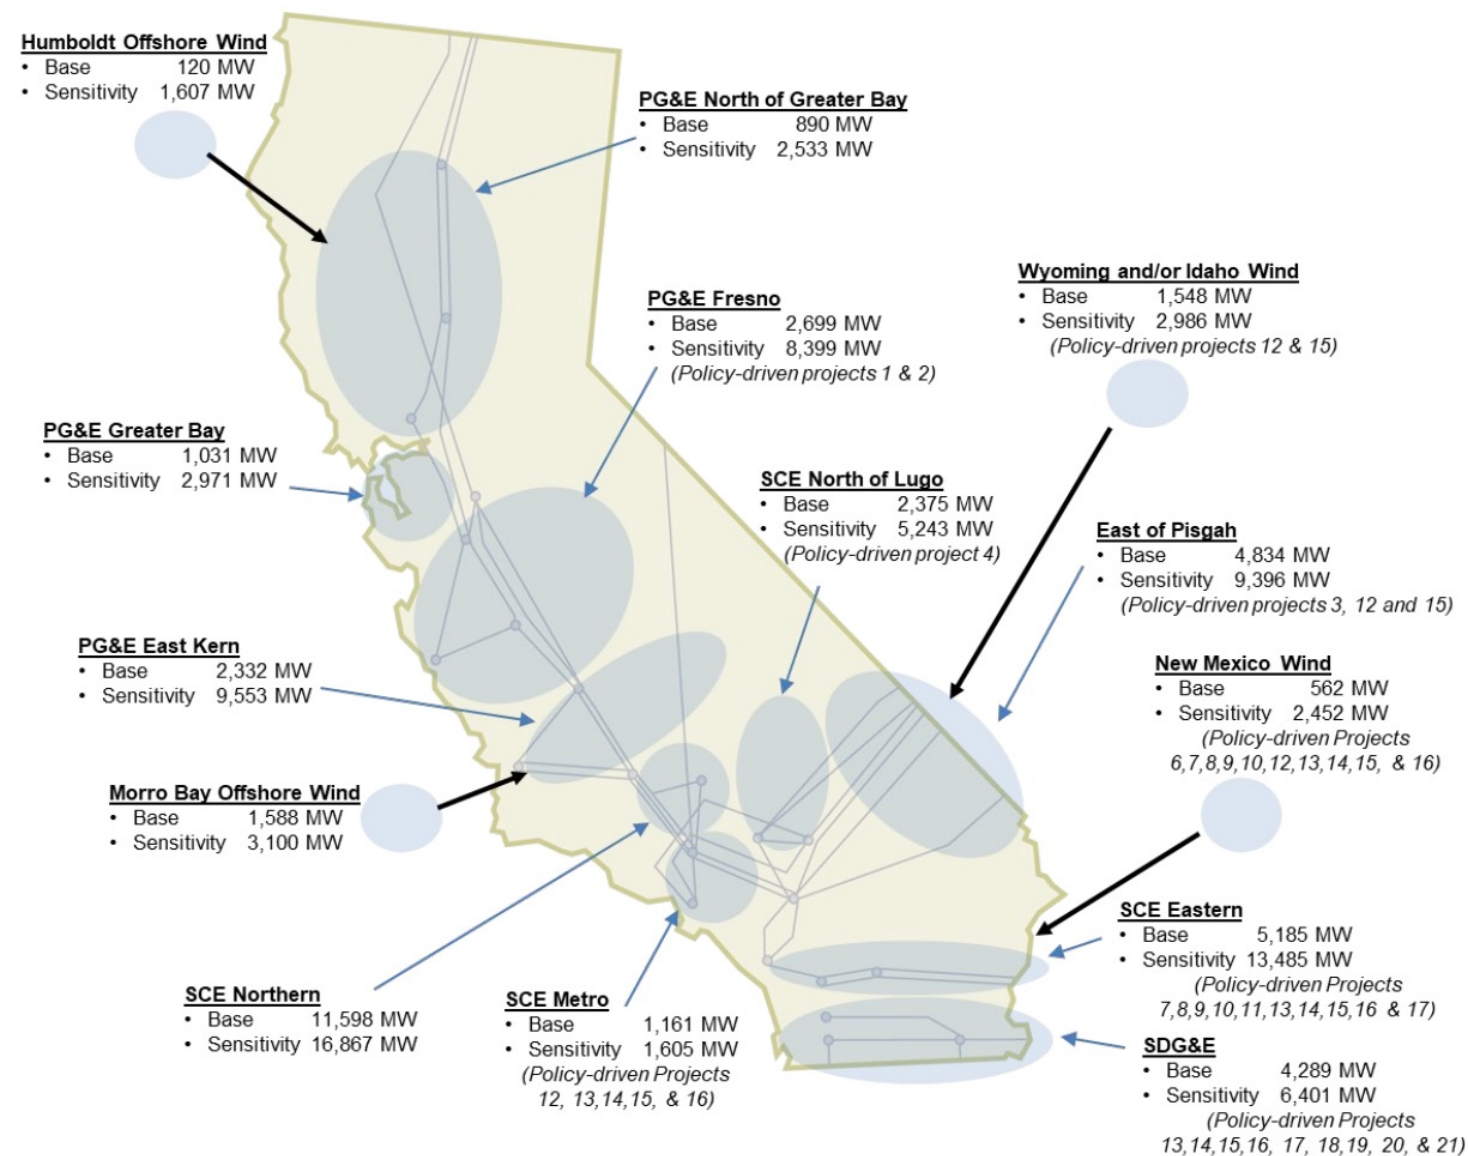 Humboldt Offshore Wind
• Base 120 MW
• Sensitivity 1,607 MW
PG&E North of Greater Bay
• Base 890 MW
• Sensitivity 2,533 MW
Wyoming and/or Idaho Wind
• Base 1,548 MW
• Sensitivity 2,986 MW
(Policy-driven projects 12 & 15)
PG&E Fresno
• Base 2,699 MW
• Sensitivity 8,399 MW
(Policy-driven projects 1 & 2)
PG&E Greater Bay
• Base 1,031 MW
• Sensitivity 2,971 MW
SCE North of Lugo
• Base 2,375 MW
• Sensitivity 5,243 MW
(Policy-driven project 4)
East of Pisgah
• Base 4,834 MW
• Sensitivity 9,396 MW
(Policy-driven projects 3, 12 and 15)
PG&E East Kern
• Base 2,332 MW
• Sensitivity 9,553 MW
New Mexico Wind
• Base 562 MW
• Sensitivity 2,452 MW
(Policy-driven Projects
6,7,8,9,10,12,13,14,15, & 16)
Morro Bay Offshore Wind
• Base 1,588 MW
• Sensitivity 3,100 MW
SCE Eastern
• Base 5,185 MW
• Sensitivity 13,485 MW
(Policy-driven Projects
7,8,9,10,11,13,14,15,16 & 17)
SCE Northern
• Base 11,598 MW
• Sensitivity 16,867 MW
SCE Metro
• Base 1,161 MW
• Sensitivity 1,605 MW
(Policy-driven Projects
12, 13,14,15, & 16)
SDG&E
• Base 4,289 MW
• Sensitivity 6,401 MW
(Policy-driven Projects
13,14,15,16, 17, 18,19, 20, & 21)